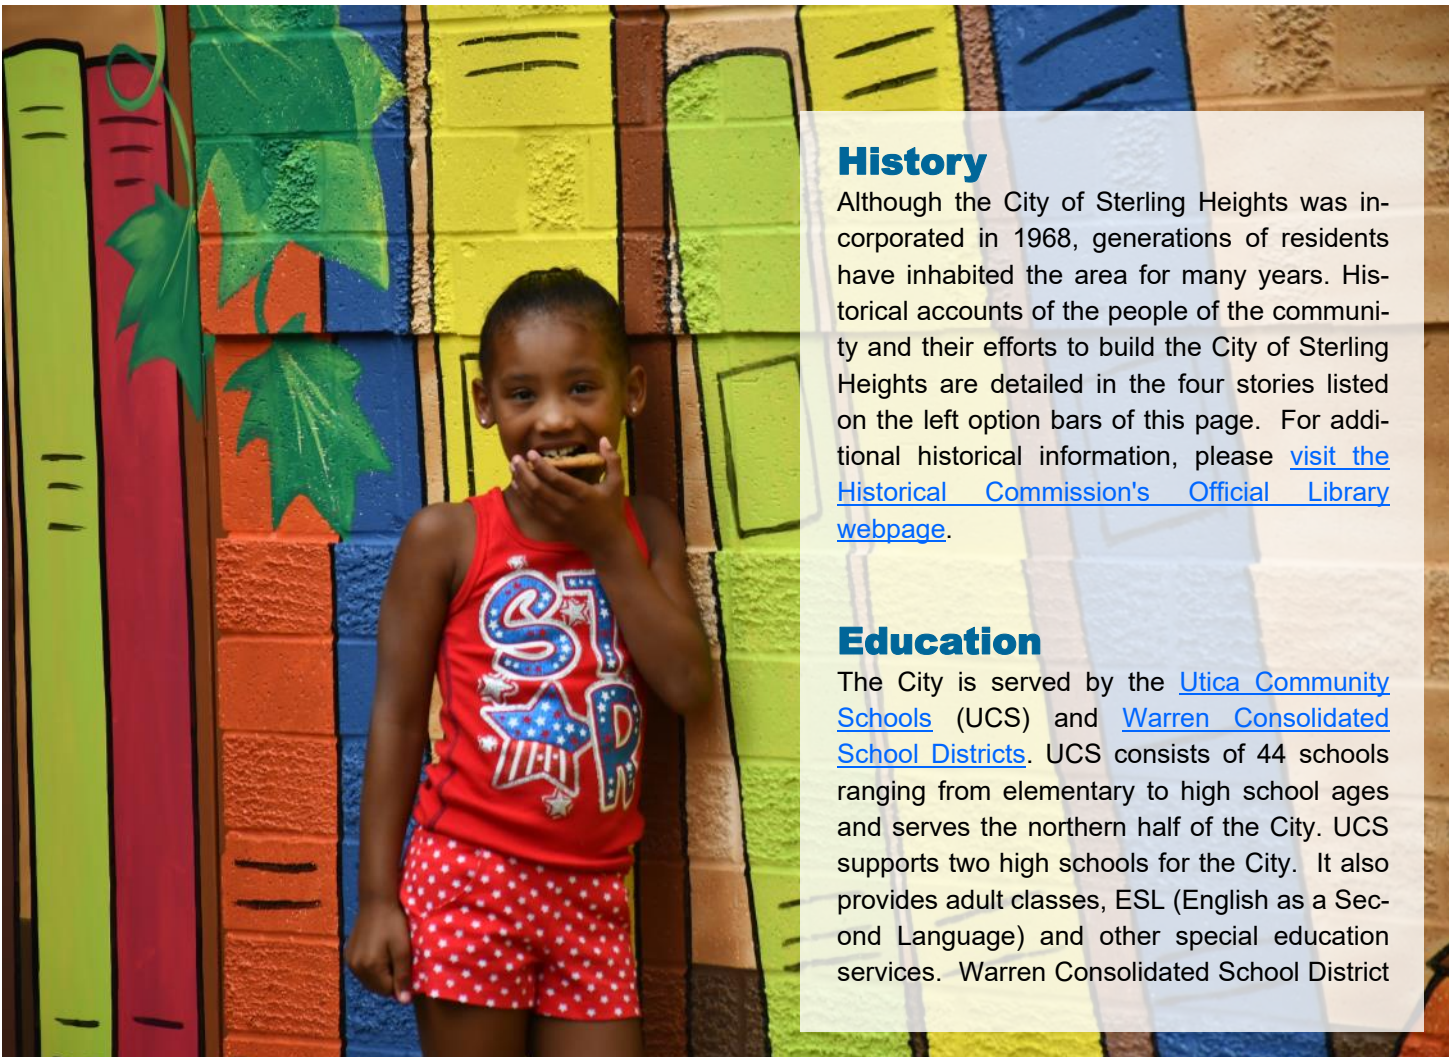 STAR
History
Although the City of Sterling Heights was in-
corporated in 1968, generations of residents
have inhabited the area for many years. His-
torical accounts of the people of the communi-
ty and their efforts to build the City of Sterling
Heights are detailed in the four stories listed
on the left option bars of this page.  For addi-
tional historical information, please visit the
Historical Commission's Official Library
webpage.
Education
The City is served by the Utica Community
Schools (UCS) and Warren Consolidated
School Districts. UCS consists of 44 schools
ranging from elementary to high school ages
and serves the northern half of the City. UCS
supports two high schools for the City.  It also
provides adult classes, ESL (English as a Sec-
ond Language) and other special education
services.  Warren Consolidated School District